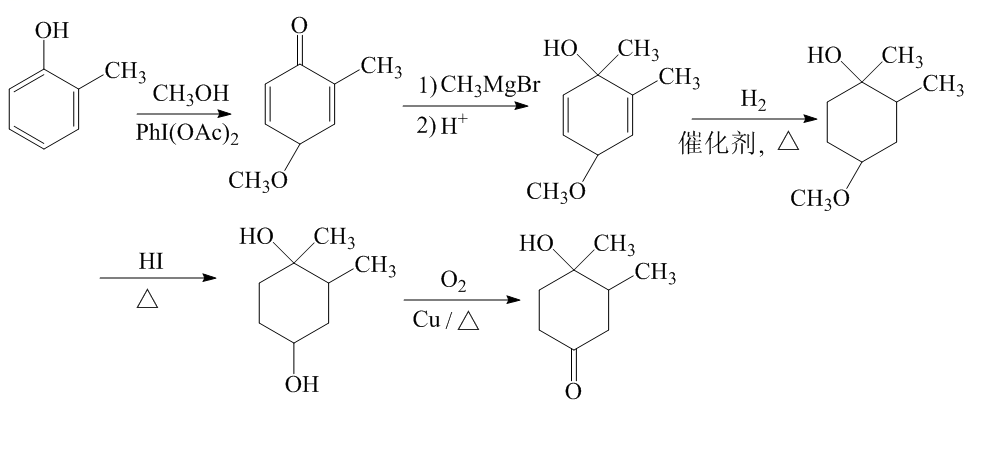 OH
CH₃
CH₃OH
PhI(OAc)₂
O
CH₃
CH₃O
1)CH₃MgBr
2)H⁺
HO CH₃
CH₃
CH₃O
H₂
催化剂, △
HO CH₃
CH₃
CH₃O
HI
△
HO CH₃
CH₃
OH
O₂
Cu/△
HO CH₃
CH₃
O